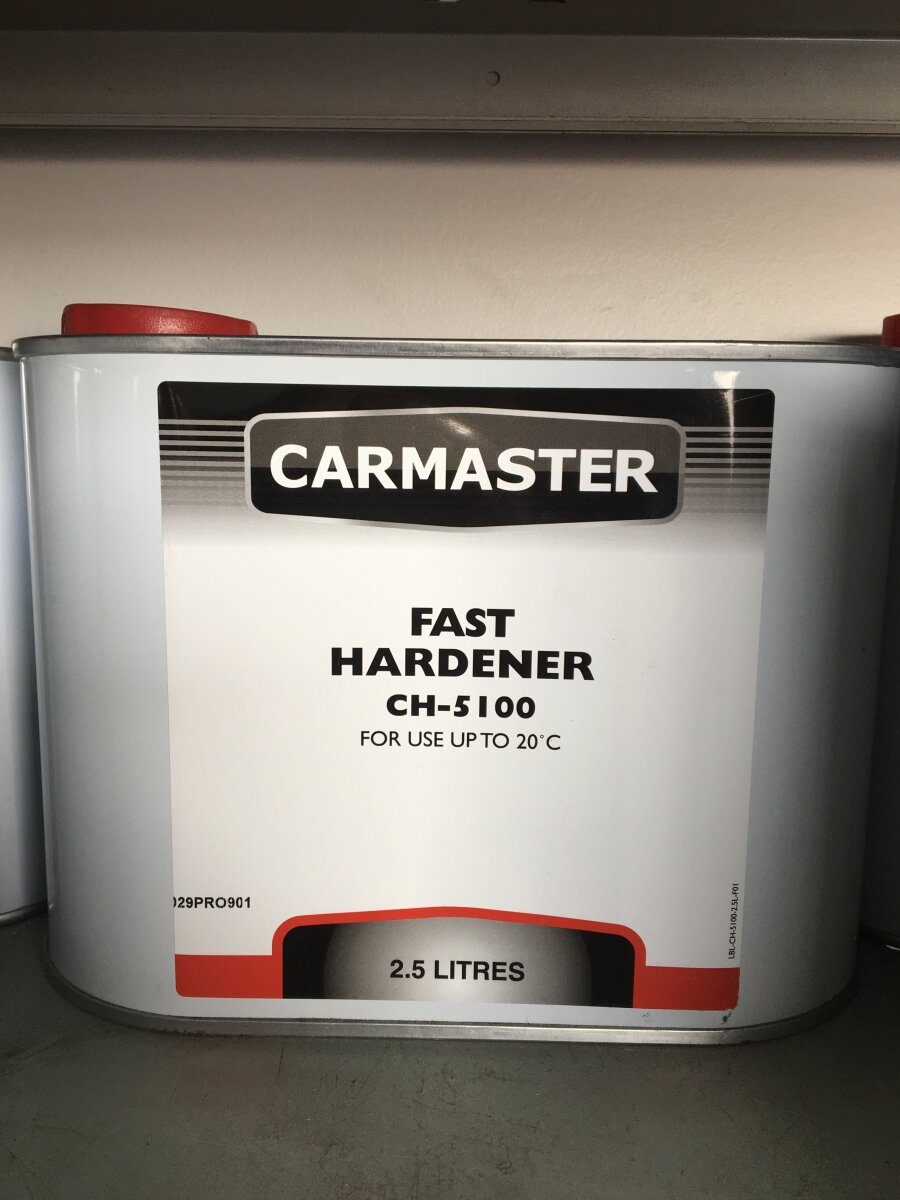 CARMASTER
FAST
HARDENER
CH-5100
FOR USE UP TO 20°C
029PRO901
LBL-CH-5100-2.5L-F01
2.5 LITRES